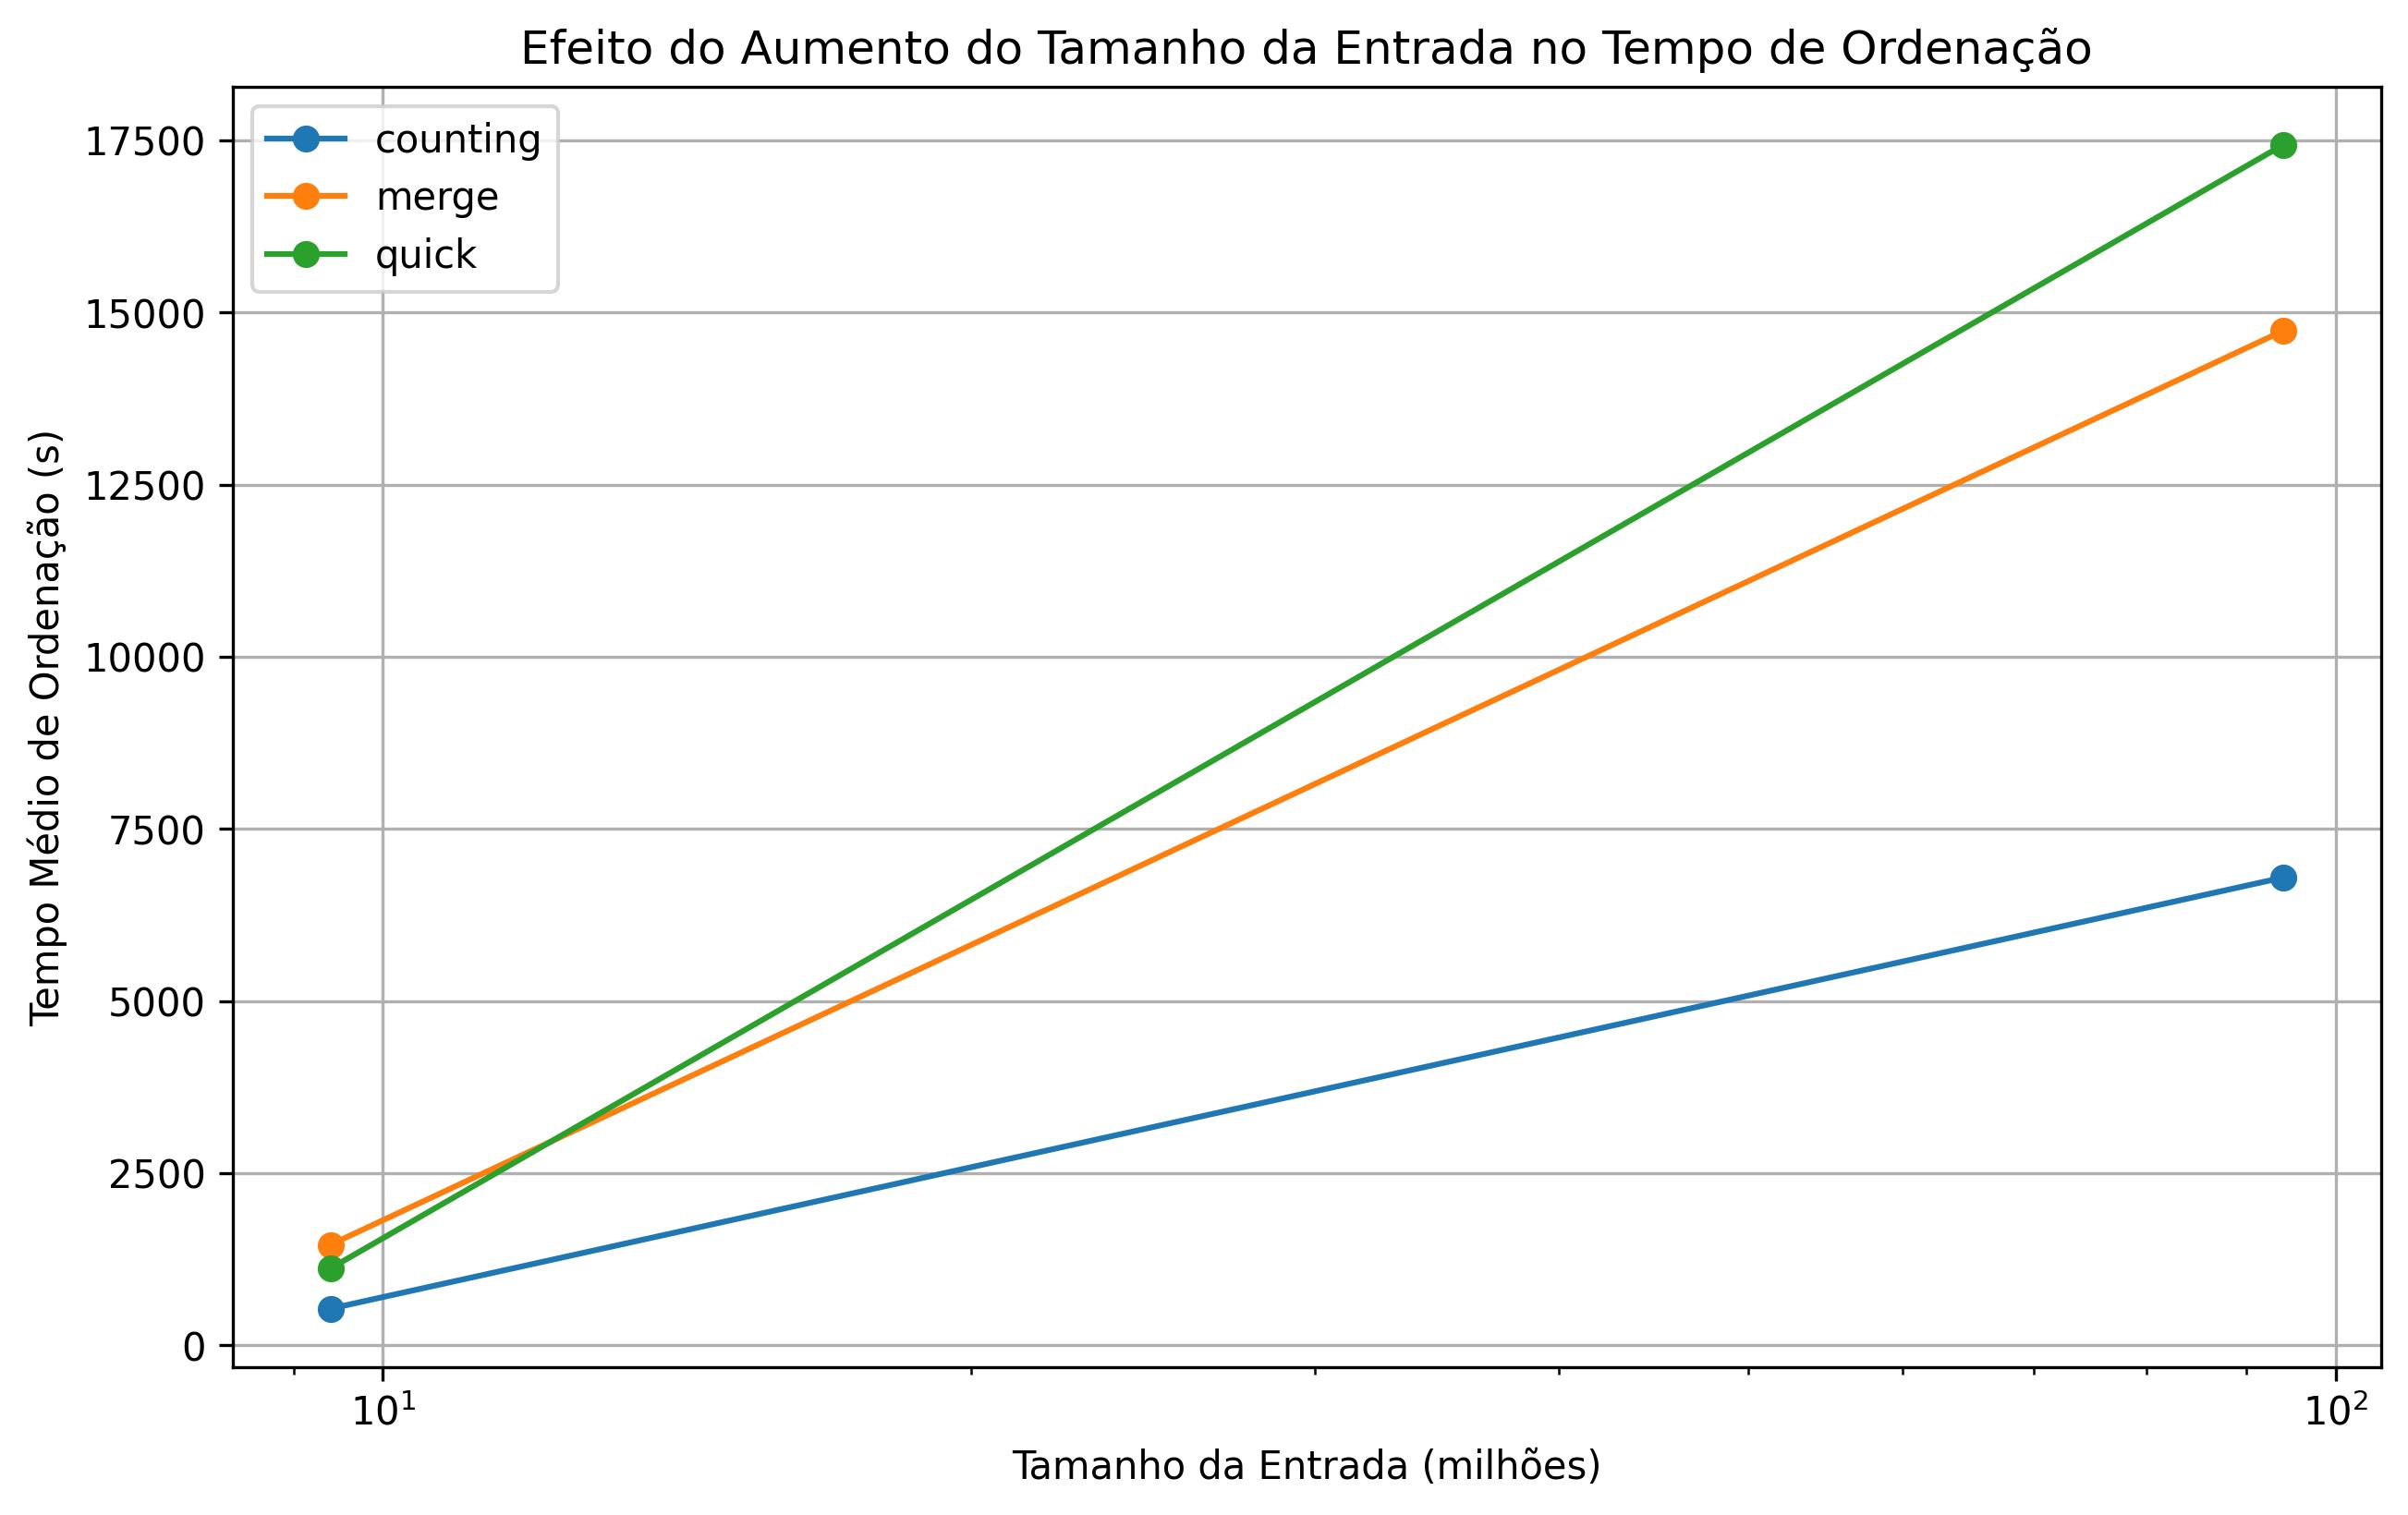 Efeito do Aumento do Tamanho da Entrada no Tempo de Ordenação
counting
merge
quick
Tempo Médio de Ordenação (s)
17500
15000
12500
10000
7500
5000
2500
0
10¹
10²
Tamanho da Entrada (milhões)